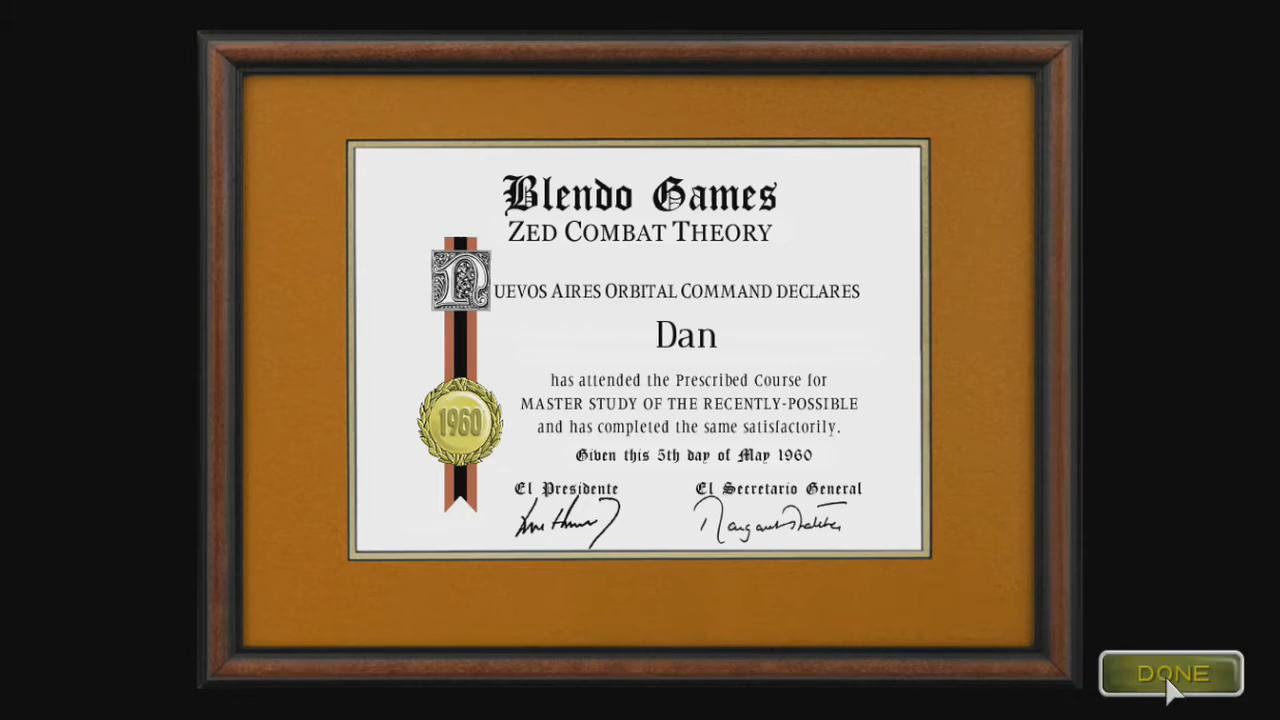 Blendo Games
ZED COMBAT THEORY
NUEVOS AIRES ORBITAL COMMAND DECLARES
Dan
has attended the Prescribed Course for
MASTER STUDY OF THE RECENTLY-POSSIBLE
1960
and has completed the same satisfactorily.
Given this 5th day of May 1960
El Presidente El Secretario General
DONE